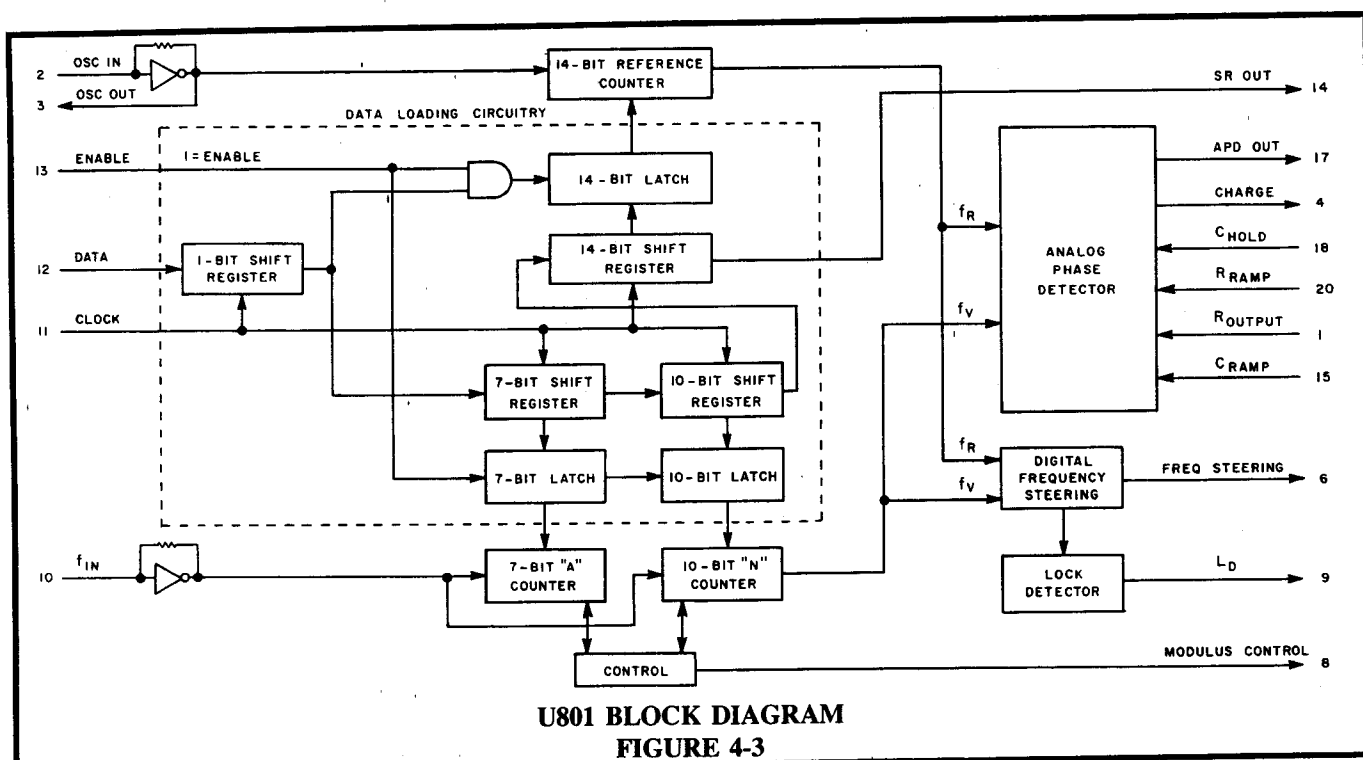 2 OSC IN
3 OSC OUT
14-BIT REFERENCE
COUNTER
SR OUT 14
DATA LOADING CIRCUITRY
13 ENABLE 1 = ENABLE
14-BIT LATCH
APD OUT 17
CHARGE 4
fR
12 DATA
1-BIT SHIFT
REGISTER
14-BIT SHIFT
REGISTER
ANALOG
PHASE
DETECTOR
CHOLD 18
RRAMP 20
11 CLOCK
fV
ROUTPUT 1
CRAMP 15
7-BIT SHIFT
REGISTER
10-BIT SHIFT
REGISTER
fR
7-BIT LATCH
10-BIT LATCH
fV
DIGITAL
FREQUENCY
STEERING
FREQ STEERING 6
10 fIN
7-BIT "A"
COUNTER
10-BIT "N"
COUNTER
LOCK
DETECTOR
LD 9
CONTROL
MODULUS CONTROL 8
U801 BLOCK DIAGRAM
FIGURE 4-3